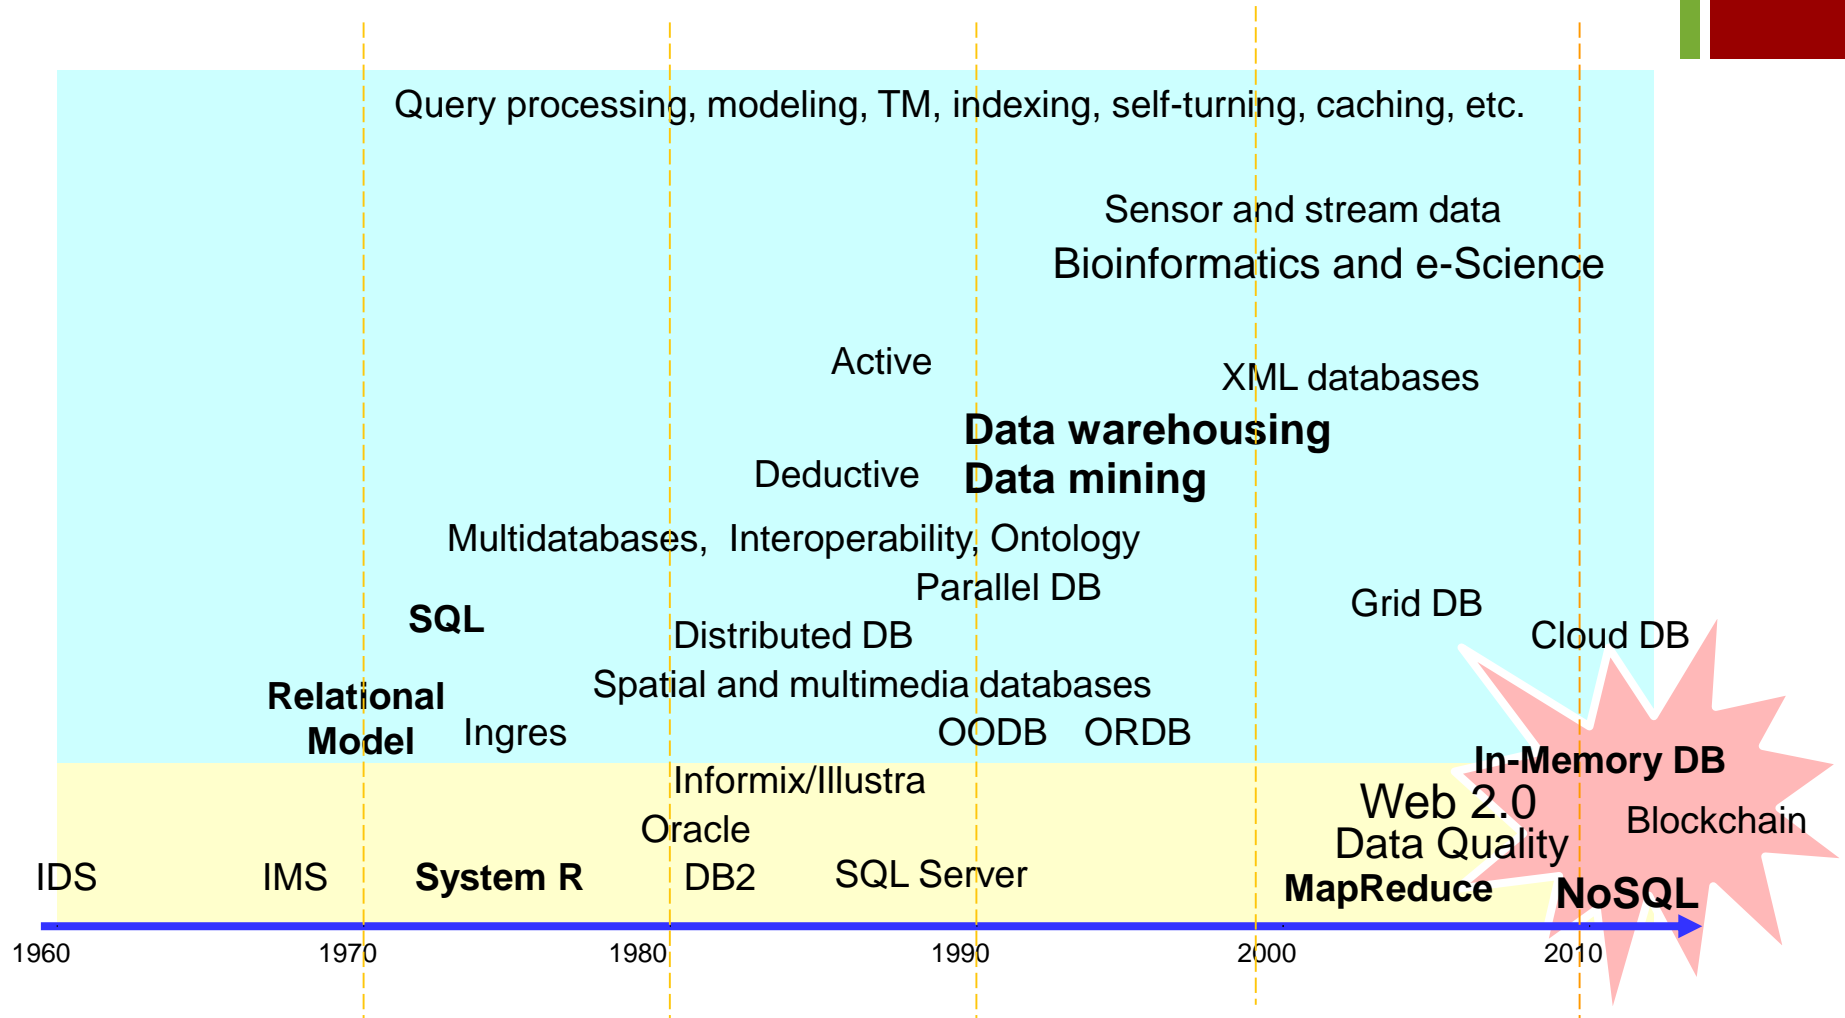 Query processing, modeling, TM, indexing, self-turning, caching, etc.
Sensor and stream data
Bioinformatics and e-Science
Active
XML databases
Data warehousing
Deductive
Data mining
Multidatabases, Interoperability, Ontology
Parallel DB
Grid DB
SQL
Distributed DB
Cloud DB
Spatial and multimedia databases
Relational
Model
Ingres
OODB
ORDB
In-Memory DB
Informix/Illustra
Web 2.0
Blockchain
Oracle
Data Quality
IDS
IMS
System R
DB2
SQL Server
MapReduce
NoSQL
1960
1970
1980
1990
2000
2010